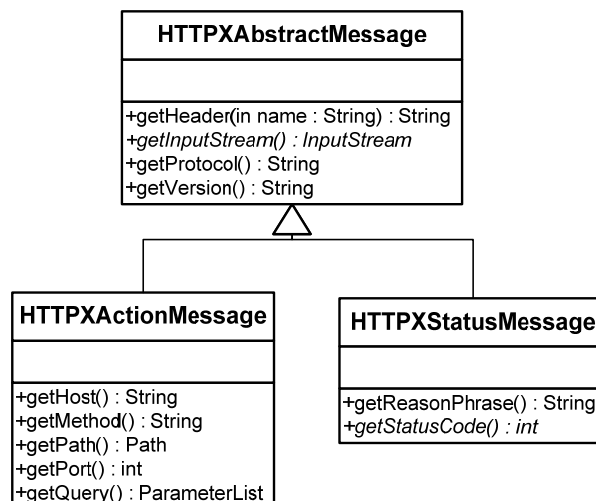 HTTPXAbstractMessage
+getHeader(in name : String) : String
+getInputStream() : InputStream
+getProtocol() : String
+getVersion() : String
HTTPXActionMessage
+getHost() : String
+getMethod() : String
+getPath() : Path
+getPort() : int
+getQuery() : ParameterList
HTTPXStatusMessage
+getReasonPhrase() : String
+getStatusCode() : int